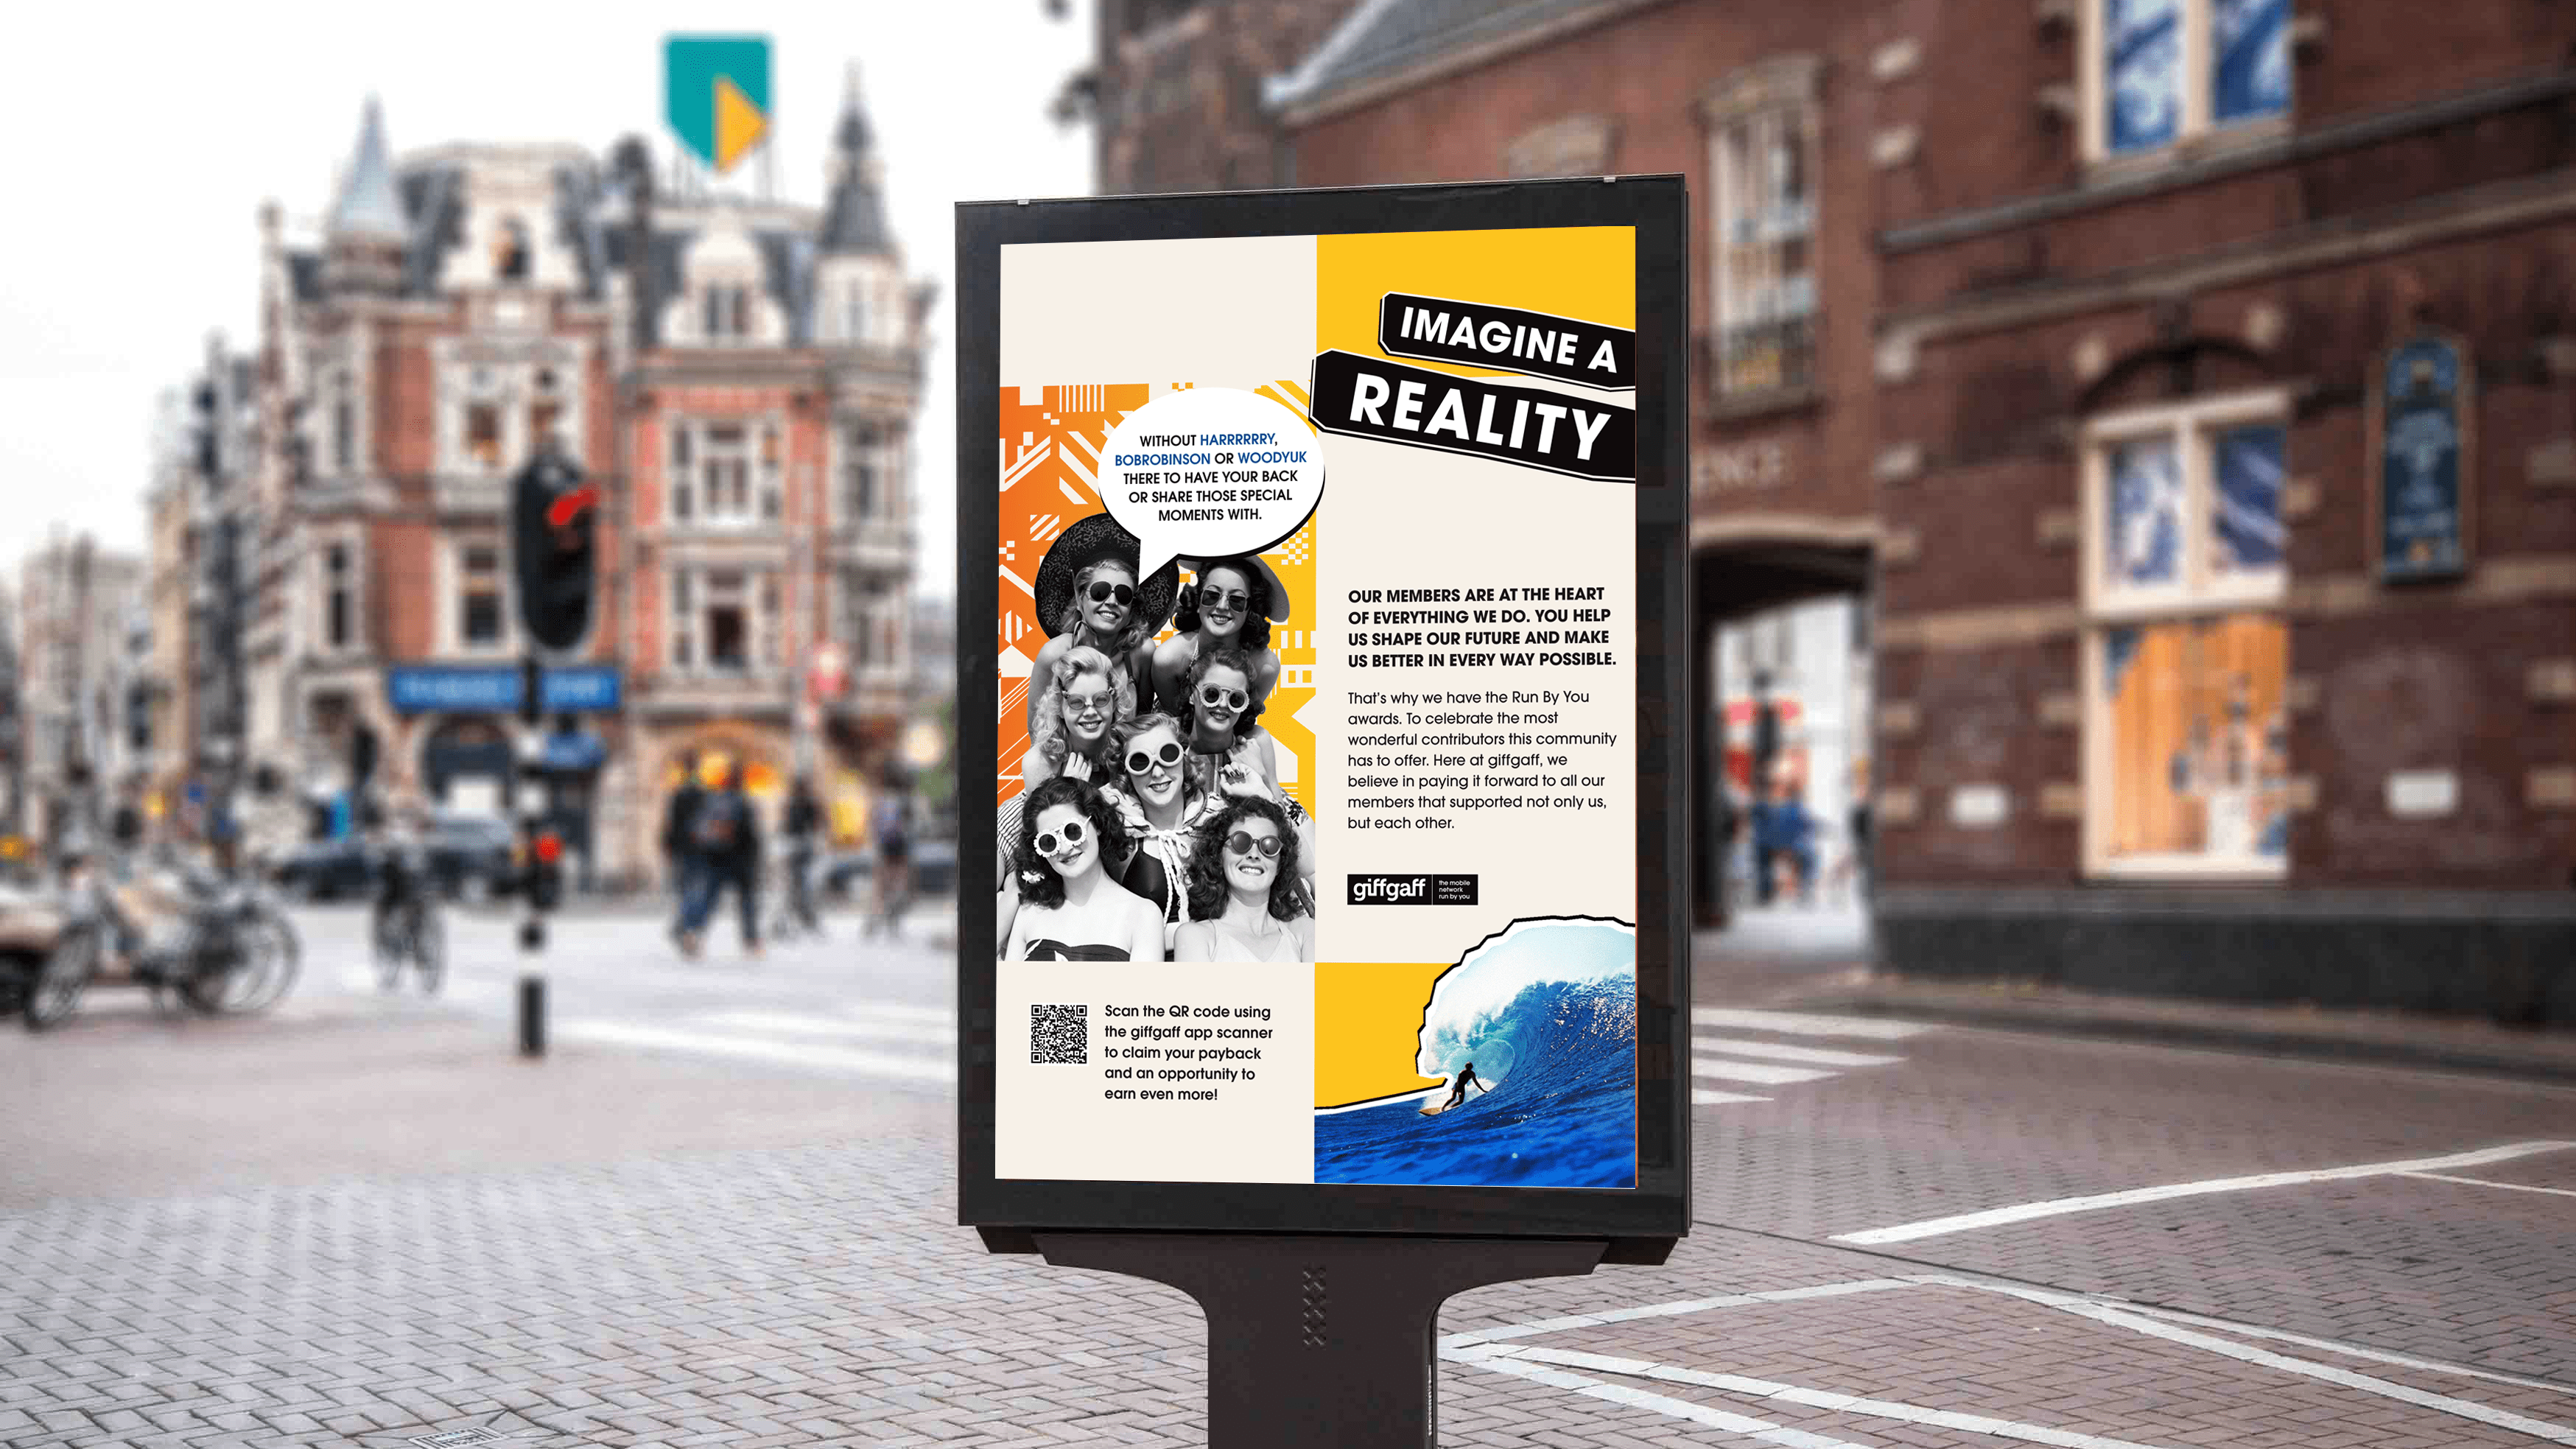 IMAGINE A
REALITY
WITHOUT HARRRRRRY,
BOBROBINSON OR WOODYUK
THERE TO HAVE YOUR BACK
OR SHARE THOSE SPECIAL
MOMENTS WITH.
OUR MEMBERS ARE AT THE HEART
OF EVERYTHING WE DO. YOU HELP
US SHAPE OUR FUTURE AND MAKE
US BETTER IN EVERY WAY POSSIBLE.
That's why we have the Run By You
awards. To celebrate the most
wonderful contributors this community
has to offer. Here at giffgaff, we
believe in paying it forward to all our
members that supported not only us,
but each other.
giffgaff
the mobile
network
run by you
Scan the QR code using
the giffgaff app scanner
to claim your payback
and an opportunity to
earn even more!